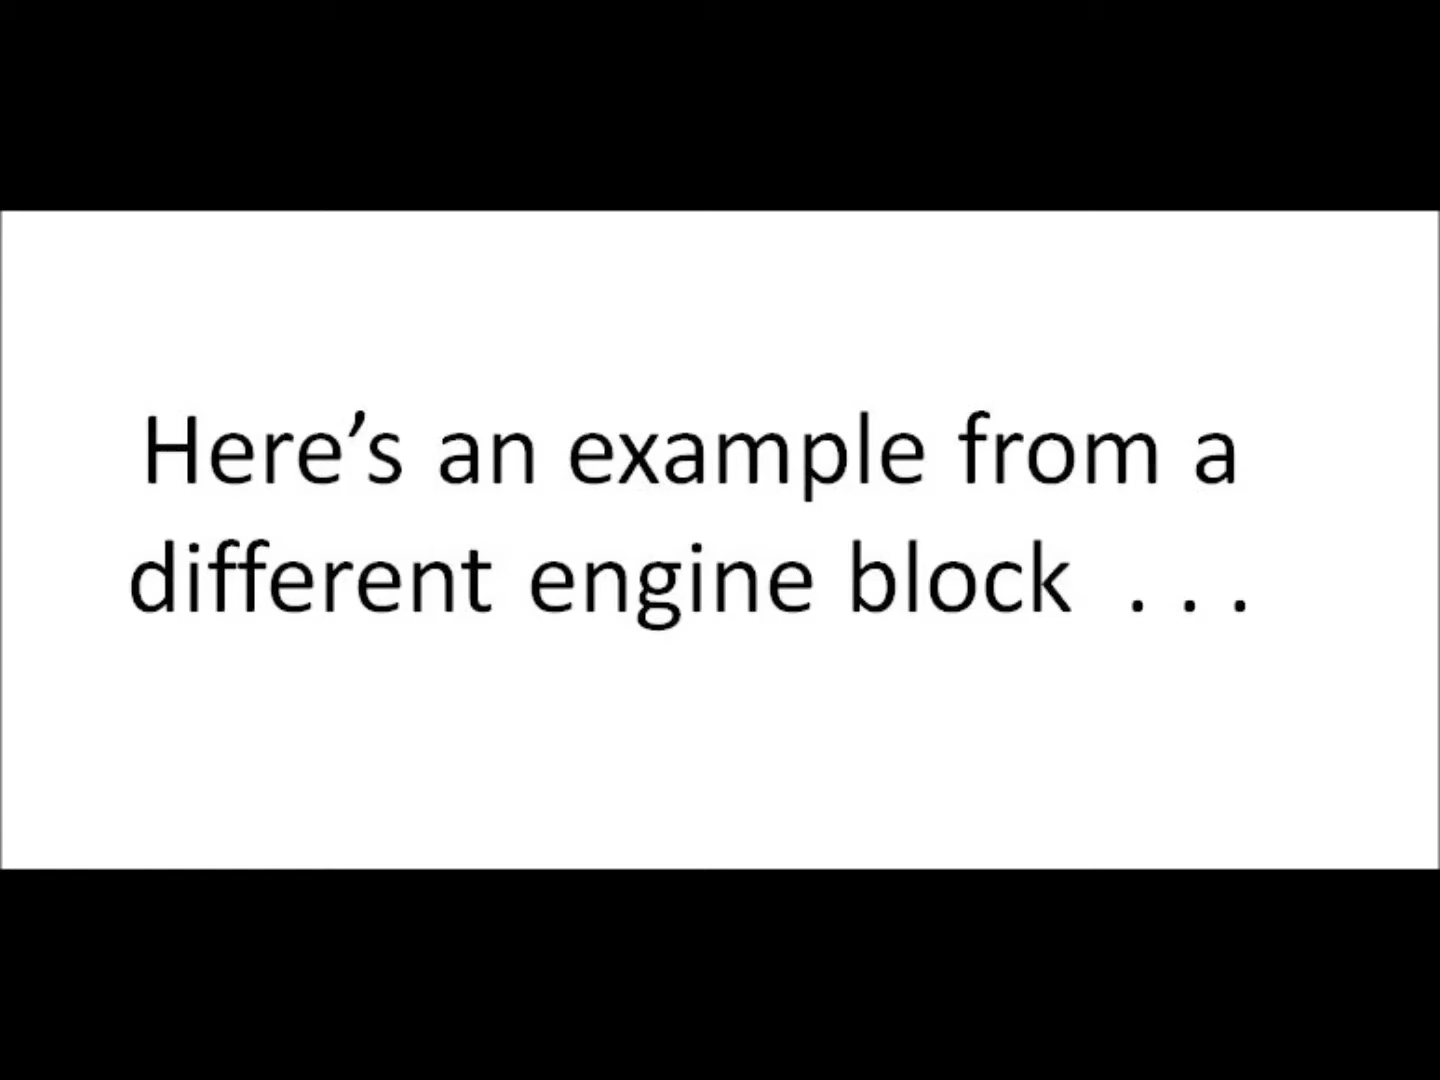 Here’s an example from a
different engine block  . . .